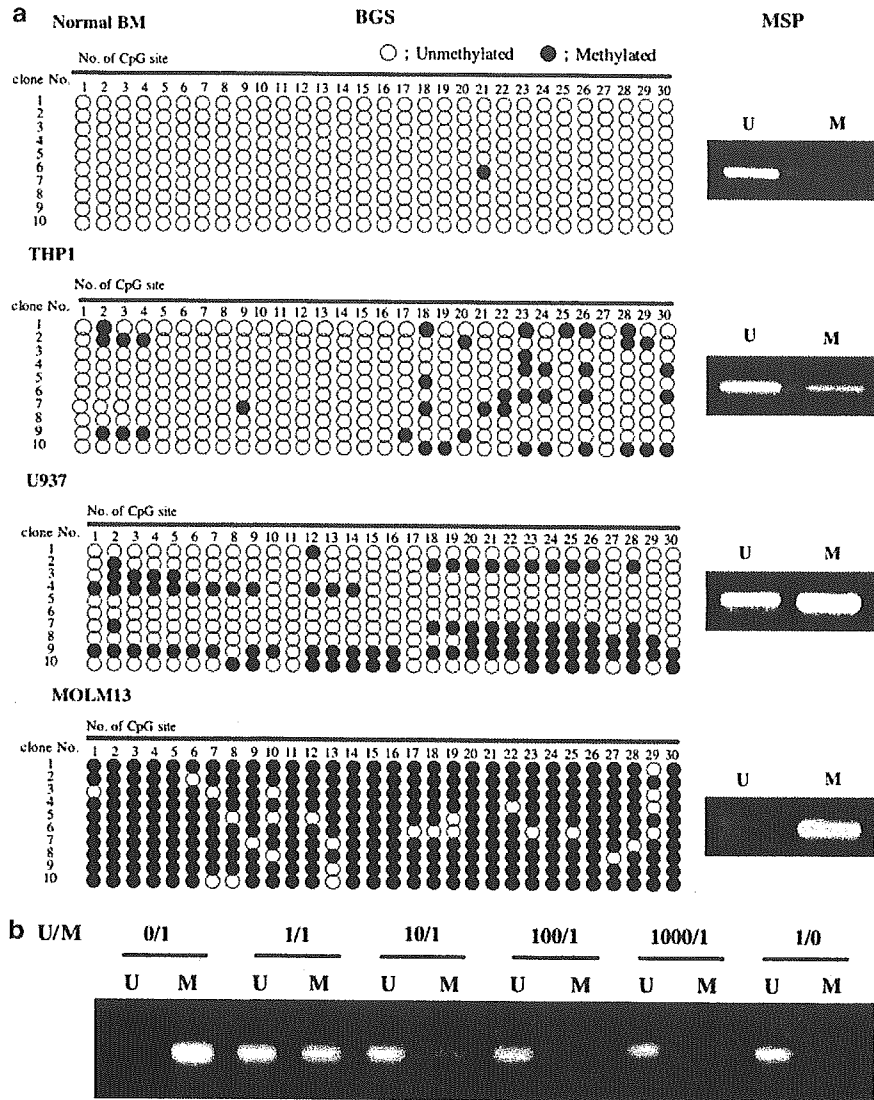 a
Normal BM BGS MSP
No. of CpG site ○ ; Unmethylated ● ; Methylated
clone No.
1 2 3 4 5 6 7 8 9 10 11 12 13 14 15 16 17 18 19 20 21 22 23 24 25 26 27 28 29 30
1
2
3
4
5
6
7
8
9
10
U M
THP1
No. of CpG site
clone No.
1 2 3 4 5 6 7 8 9 10 11 12 13 14 15 16 17 18 19 20 21 22 23 24 25 26 27 28 29 30
1
2
3
4
5
6
7
8
9
10
U M
U937
No. of CpG site
clone No.
1 2 3 4 5 6 7 8 9 10 11 12 13 14 15 16 17 18 19 20 21 22 23 24 25 26 27 28 29 30
1
2
3
4
5
6
7
8
9
10
U M
MOLM13
No. of CpG site
clone No.
1 2 3 4 5 6 7 8 9 10 11 12 13 14 15 16 17 18 19 20 21 22 23 24 25 26 27 28 29 30
1
2
3
4
5
6
7
8
9
10
U M
b
U/M 0/1 1/1 10/1 100/1 1000/1 1/0
U M U M U M U M U M U M